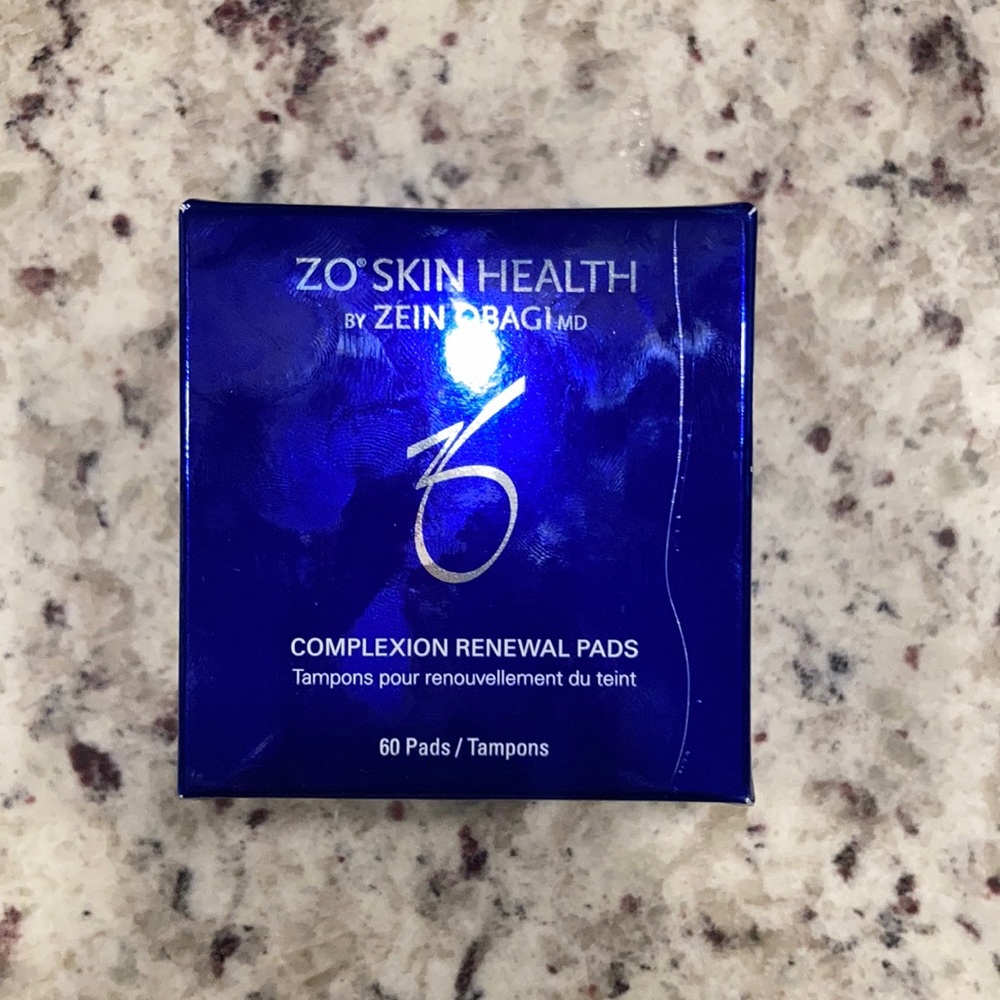 ZO® SKIN HEALTH
BY ZEIN OBAGI MD
COMPLEXION RENEWAL PADS
Tampons pour renouvellement du teint
60 Pads / Tampons